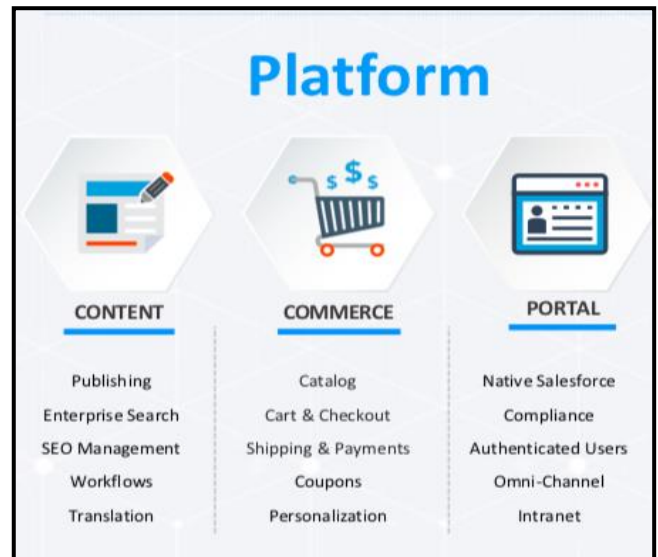 Platform
$ $ $
CONTENT
Publishing
Enterprise Search
SEO Management
Workflows
Translation
COMMERCE
Catalog
Cart & Checkout
Shipping & Payments
Coupons
Personalization
PORTAL
Native Salesforce
Compliance
Authenticated Users
Omni-Channel
Intranet